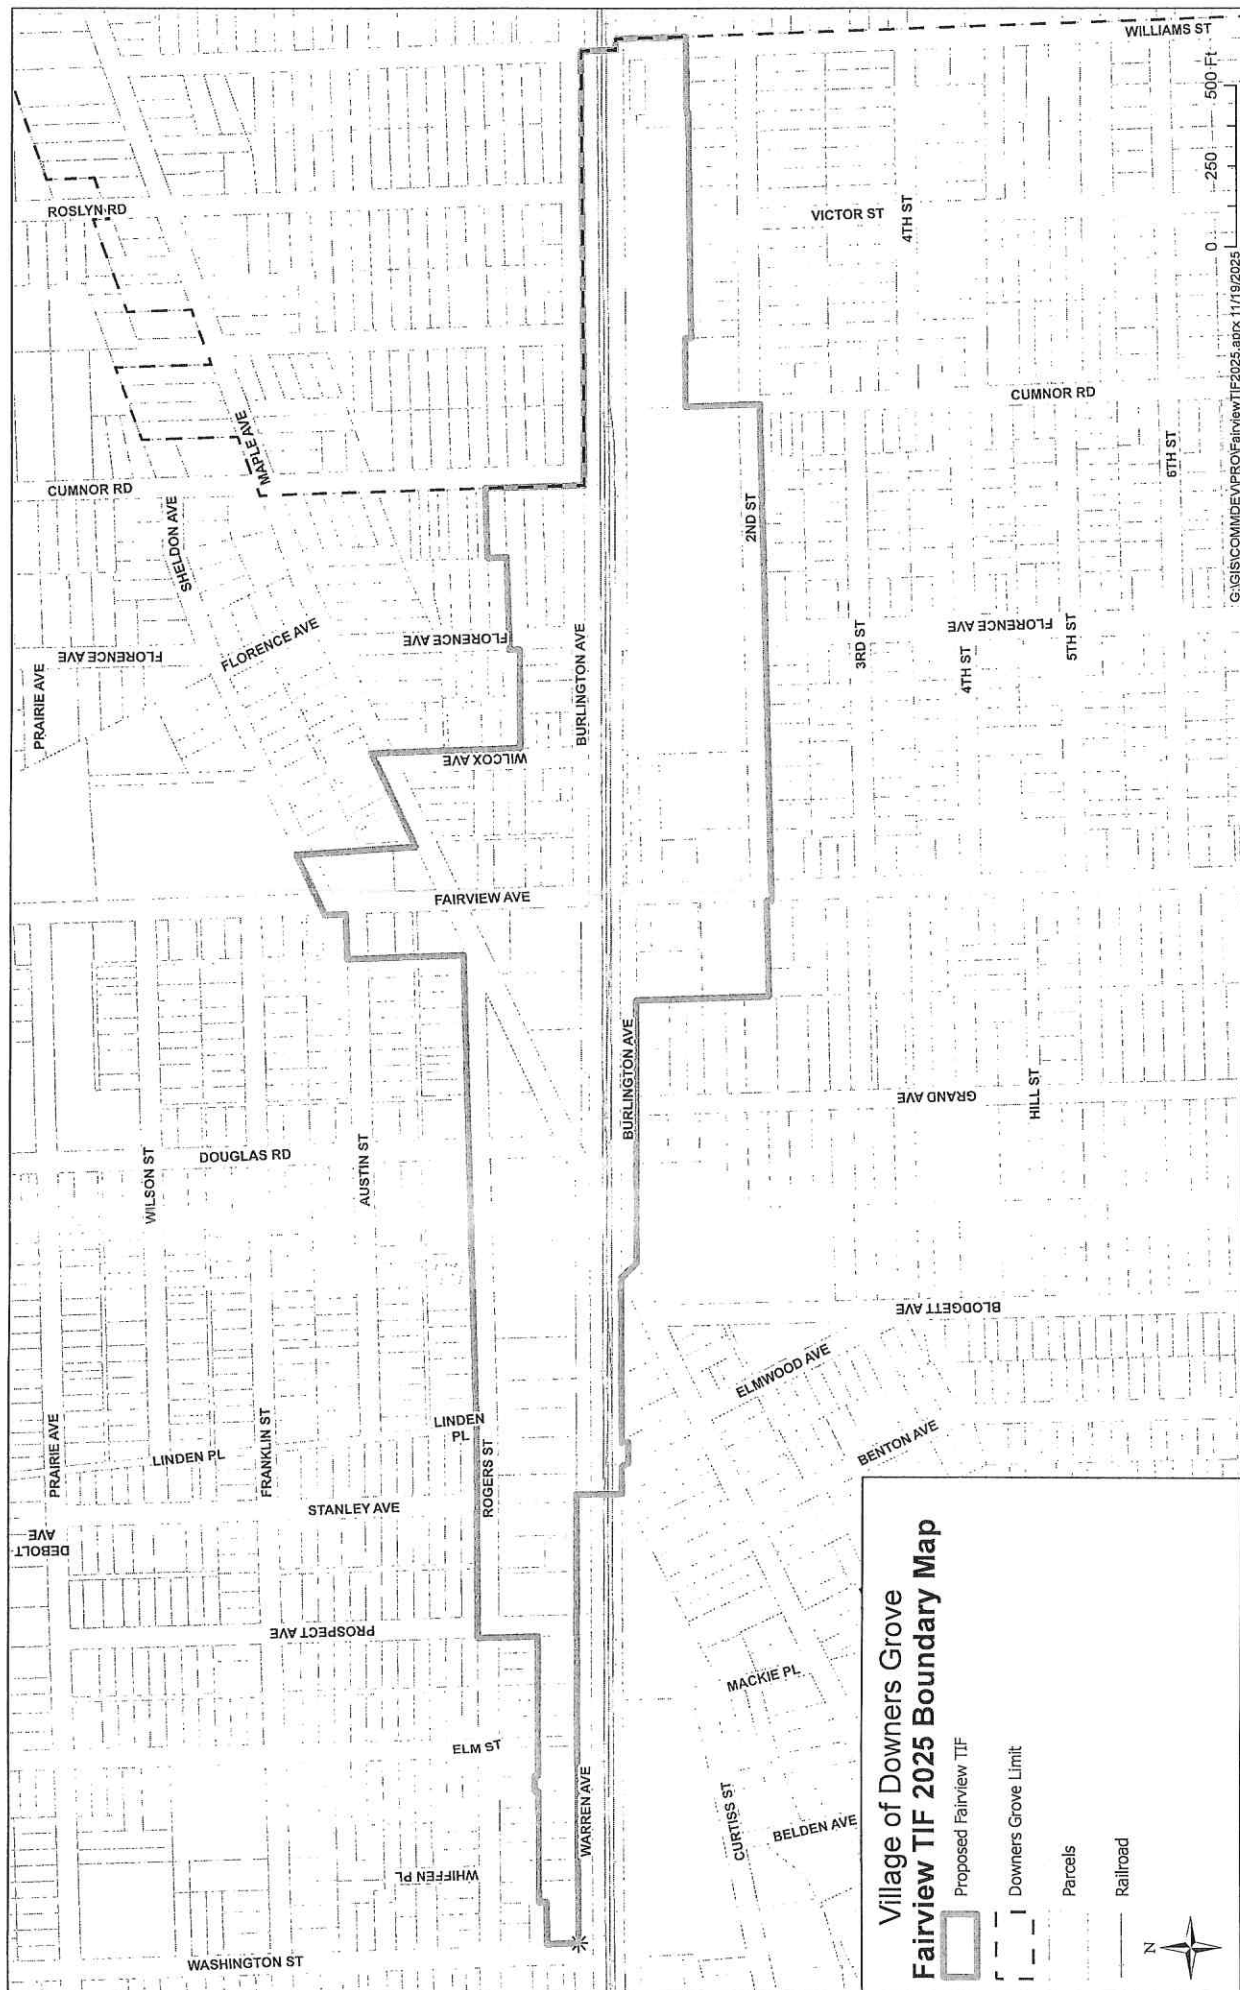 WILLIAMS ST
ROSLYN RD
VICTOR ST
4TH ST
CUMNOR RD
MAPLE AVE
CUMNOR RD
SHELDON AVE
2ND ST
6TH ST
FLORENCE AVE
FLORENCE AVE
FLORENCE AVE
PRAIRIE AVE
BURLINGTON AVE
3RD ST
FLORENCE AVE
4TH ST
5TH ST
WILCOX AVE
FAIRVIEW AVE
BURLINGTON AVE
GRAND AVE
HILL ST
WILSON ST
DOUGLAS RD
AUSTIN ST
BLODGETT AVE
ELMWOOD AVE
BENTON AVE
PRAIRIE AVE
LINDEN PL
FRANKLIN ST
LINDEN
PL
ROGERS ST
STANLEY AVE
DEBOLT
AVE
PROSPECT AVE
MACKIE PL
ELM ST
WARREN AVE
CURTISS ST
BELDEN AVE
WHIFFEN PL
WASHINGTON ST
Village of Downers Grove
Fairview TIF 2025 Boundary Map
Proposed Fairview TIF
Downers Grove Limit
Parcels
Railroad
N
0 250 500 Ft
G:\GIS\COMMDEV\PRO\FairviewTIF2025.aprx 11/19/2025